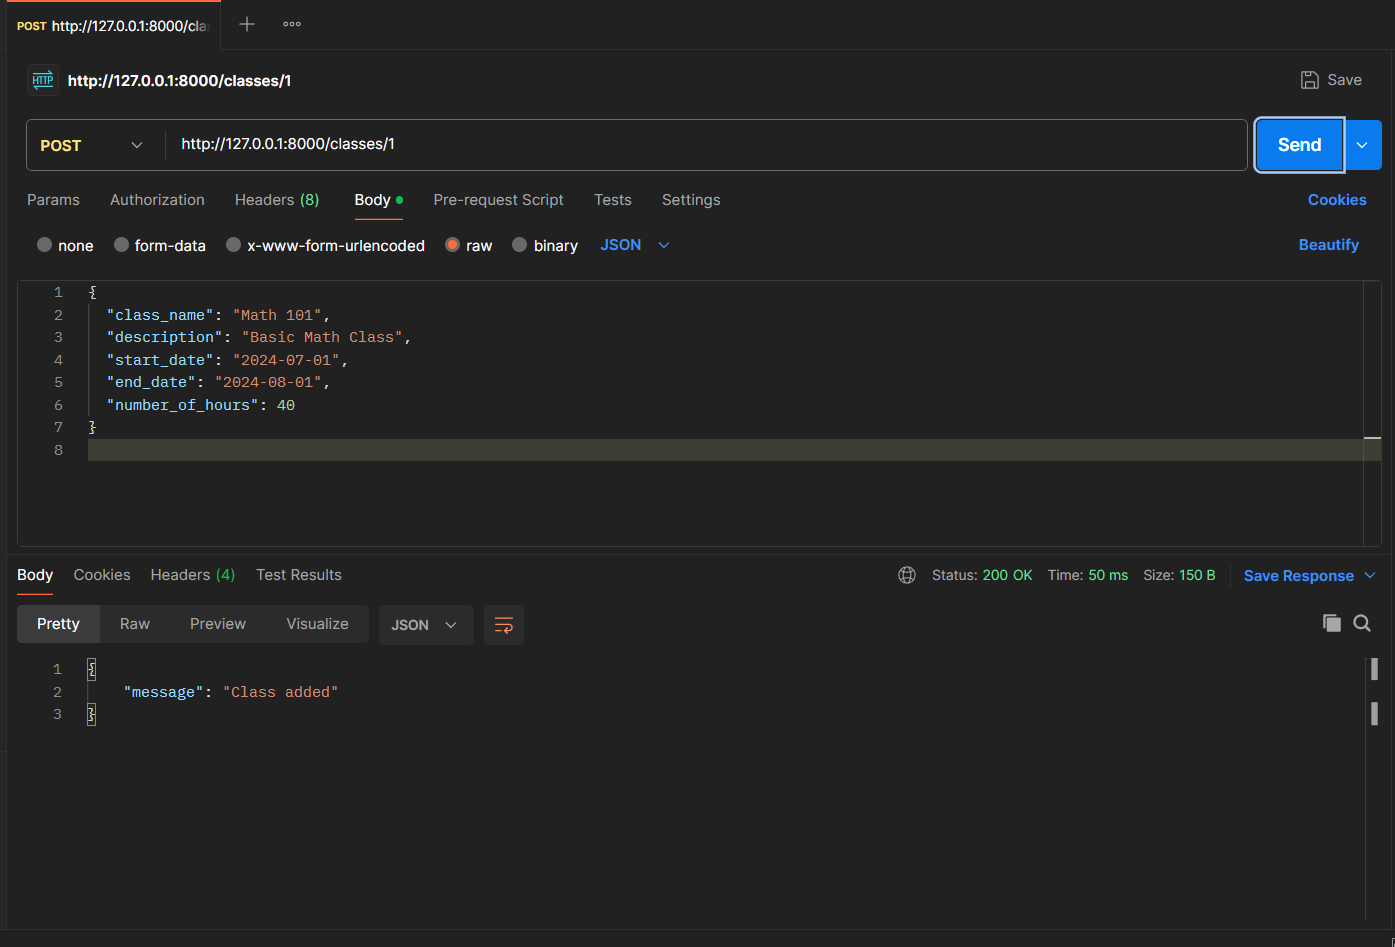 POST http://127.0.0.1:8000/cla
HTTP http://127.0.0.1:8000/classes/1 Save
POST http://127.0.0.1:8000/classes/1 Send
Params Authorization Headers (8) Body Pre-request Script Tests Settings Cookies
none form-data x-www-form-urlencoded raw binary JSON Beautify
1 {
2 "class_name": "Math 101",
3 "description": "Basic Math Class",
4 "start_date": "2024-07-01",
5 "end_date": "2024-08-01",
6 "number_of_hours": 40
7 }
8
Body Cookies Headers (4) Test Results Status: 200 OK Time: 50 ms Size: 150 B Save Response
Pretty Raw Preview Visualize JSON
1 {
2 "message": "Class added"
3 }